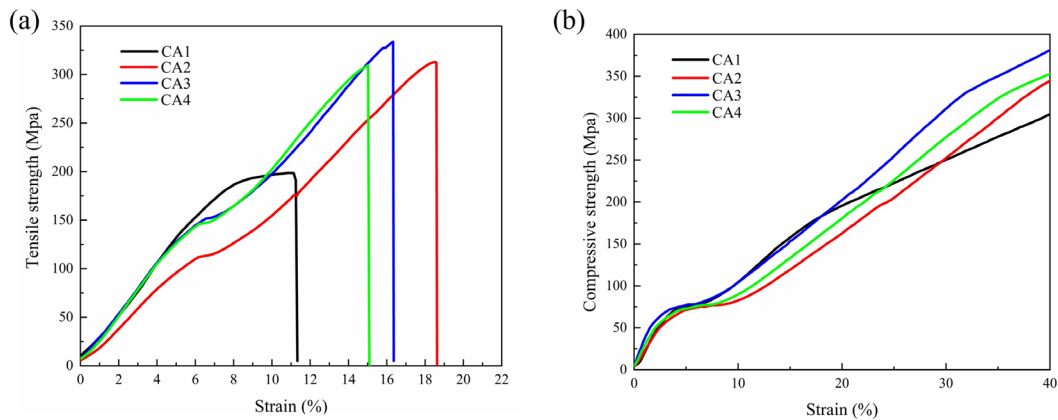 (a)
Tensile strength (Mpa)
350
300
250
200
150
100
50
0
CA1
CA2
CA3
CA4
0 2 4 6 8 10 12 14 16 18 20 22
Strain (%)
(b)
Compressive strength (Mpa)
400
350
300
250
200
150
100
50
0
CA1
CA2
CA3
CA4
0 10 20 30 40
Strain (%)